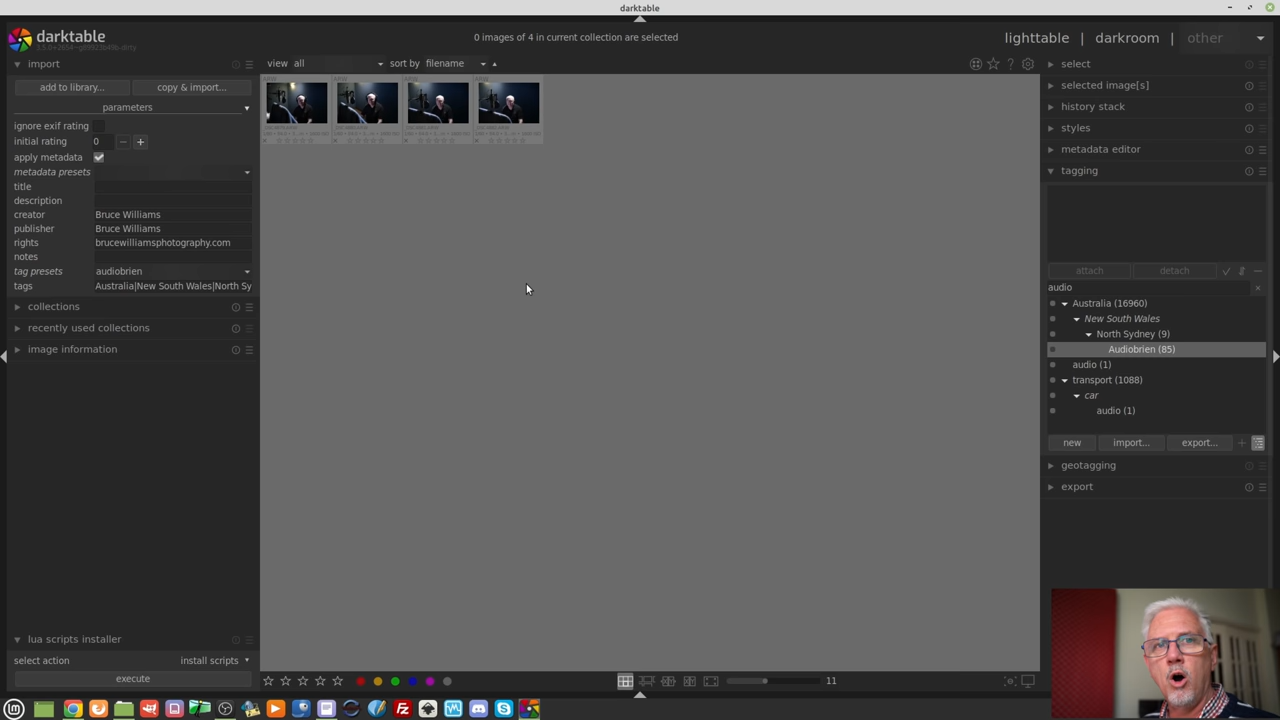 darktable
darktable
0 images of 4 in current collection are selected
lighttable | darkroom | other
import
view all sort by filename
select
add to library... copy & import...
selected image[s]
parameters
history stack
ignore exif rating
styles
initial rating 0
metadata editor
apply metadata
metadata presets
tagging
title
description
creator Bruce Williams
publisher Bruce Williams
rights brucewilliamsphotography.com
notes
tag presets audiobrien
attach detach
tags Australia|New South Wales|North Sy
audio
collections
Australia (16960)
New South Wales
recently used collections
North Sydney (9)
image information
Audiobrien (85)
audio (1)
transport (1088)
car
audio (1)
new import... export...
geotagging
export
lua scripts installer
select action install scripts
execute
11